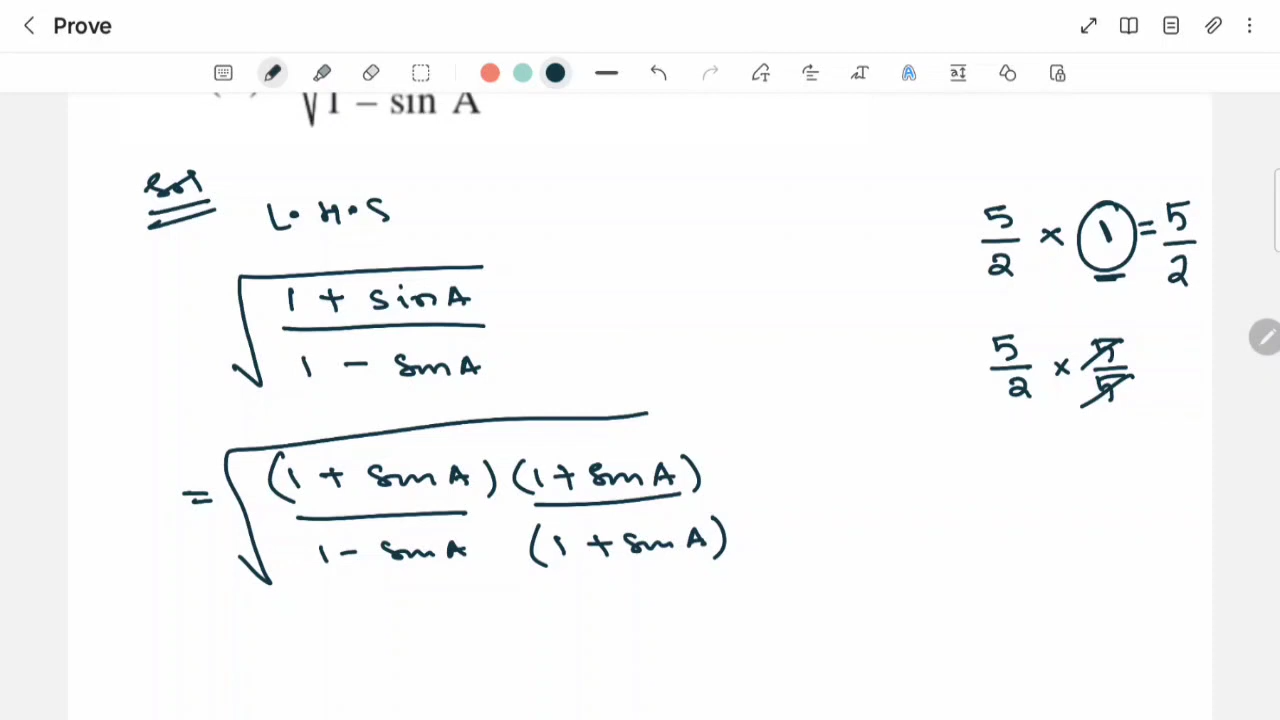 Prove
√1 – sin A
Sol
L.H.S
√((1 + sinA)/(1 - sinA))
= √(((1 + sinA)(1 + sinA))/(1 - sinA (1 + sinA)))
5/2 × 1 = 5/2
5/2 × 5/5